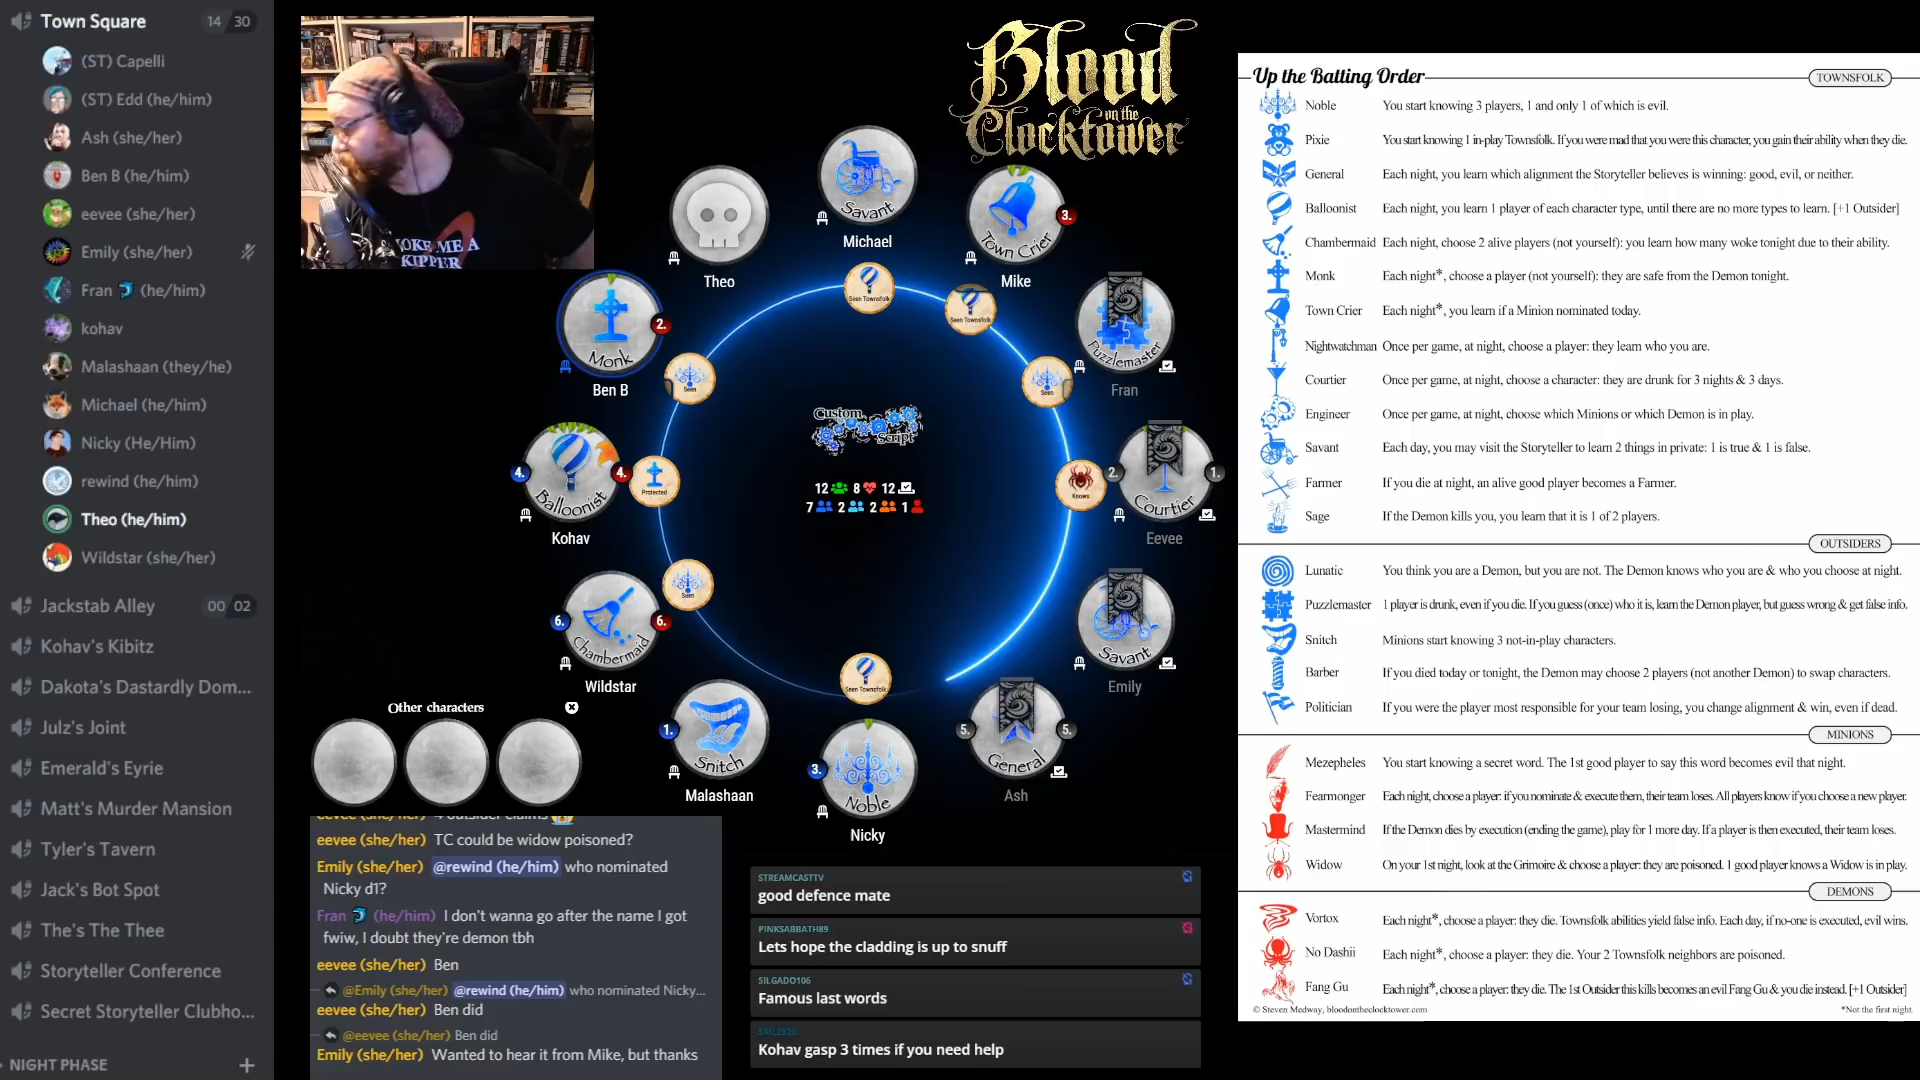 Town Square
14 30
(ST) Capelli
(ST) Edd (he/him)
Ash (she/her)
Ben B (he/him)
eevee (she/her)
Emily (she/her)
Fran (he/him)
kohav
Malashaan (they/he)
Michael (he/him)
Nicky (He/Him)
rewind (he/him)
Theo (he/him)
Wildstar (she/her)
Jackstab Alley
00 02
Kohav's Kibitz
Dakota's Dastardly Dom...
Julz's Joint
Emerald's Eyrie
Matt's Murder Mansion
Tyler's Tavern
Jack's Bot Spot
The's The Thee
Storyteller Conference
Secret Storyteller Clubho...
NIGHT PHASE
OKE ME A
KIPPER
Blood
on the
Clocktower
Savant
Michael
Theo
Town Crier
3.
Mike
Monk
2.
Ben B
Puzzlemaster
Fran
Seen Townsfolk
Seen Townsfolk
Seen
Seen
Balloonist
4.
4.
Kohav
Protected
Custom
Script
12 8 12
7 2 2 1
Knows
2.
1.
Courtier
Eevee
Seen
Chambermaid
6.
6.
Wildstar
Savant
Emily
Seen Townsfolk
1.
Snitch
Malashaan
3.
Noble
Nicky
5.
5.
General
Ash
Other characters
eevee (she/her) 4 outsider claims
eevee (she/her) TC could be widow poisoned?
Emily (she/her) @rewind (he/him) who nominated
Nicky d1?
Fran (he/him) I don't wanna go after the name I got
fwiw, I doubt they're demon tbh
eevee (she/her) Ben
@Emily (she/her) @rewind (he/him) who nominated Nicky...
eevee (she/her) Ben did
@eevee (she/her) Ben did
Emily (she/her) Wanted to hear it from Mike, but thanks
STREAMCASTTV
good defence mate
PINKSABBATH89
Lets hope the cladding is up to snuff
SILGADO106
Famous last words
Kohav gasp 3 times if you need help
Up the Batting Order
TOWNSFOLK
Noble You start knowing 3 players, 1 and only 1 of which is evil.
Pixie You start knowing 1 in-play Townsfolk. If you were mad that you were this character, you gain their ability when they die.
General Each night, you learn which alignment the Storyteller believes is winning: good, evil, or neither.
Balloonist Each night, you learn 1 player of each character type, until there are no more types to learn. [+1 Outsider]
Chambermaid Each night, choose 2 alive players (not yourself): you learn how many woke tonight due to their ability.
Monk Each night*, choose a player (not yourself): they are safe from the Demon tonight.
Town Crier Each night*, you learn if a Minion nominated today.
Nightwatchman Once per game, at night, choose a player: they learn who you are.
Courtier Once per game, at night, choose a character: they are drunk for 3 nights & 3 days.
Engineer Once per game, at night, choose which Minions or which Demon is in play.
Savant Each day, you may visit the Storyteller to learn 2 things in private: 1 is true & 1 is false.
Farmer If you die at night, an alive good player becomes a Farmer.
Sage If the Demon kills you, you learn that it is 1 of 2 players.
OUTSIDERS
Lunatic You think you are a Demon, but you are not. The Demon knows who you are & who you choose at night.
Puzzlemaster 1 player is drunk, even if you die. If you guess (once) who it is, learn the Demon player, but guess wrong & get false info.
Snitch Minions start knowing 3 not-in-play characters.
Barber If you died today or tonight, the Demon may choose 2 players (not another Demon) to swap characters.
Politician If you were the player most responsible for your team losing, you change alignment & win, even if dead.
MINIONS
Mezepheles You start knowing a secret word. The 1st good player to say this word becomes evil that night.
Fearmonger Each night, choose a player: if you nominate & execute them, their team loses. All players know if you choose a new player.
Mastermind If the Demon dies by execution (ending the game), play for 1 more day. If a player is then executed, their team loses.
Widow On your 1st night, look at the Grimoire & choose a player: they are poisoned. 1 good player knows a Widow is in play.
DEMONS
Vortox Each night*, choose a player: they die. Townsfolk abilities yield false info. Each day, if no-one is executed, evil wins.
No Dashii Each night*, choose a player: they die. Your 2 Townsfolk neighbors are poisoned.
Fang Gu Each night*, choose a player: they die. The 1st Outsider this kills becomes an evil Fang Gu & you die instead. [+1 Outsider]
© Steven Medway, bloodontheclocktower.com
*Not the first night.